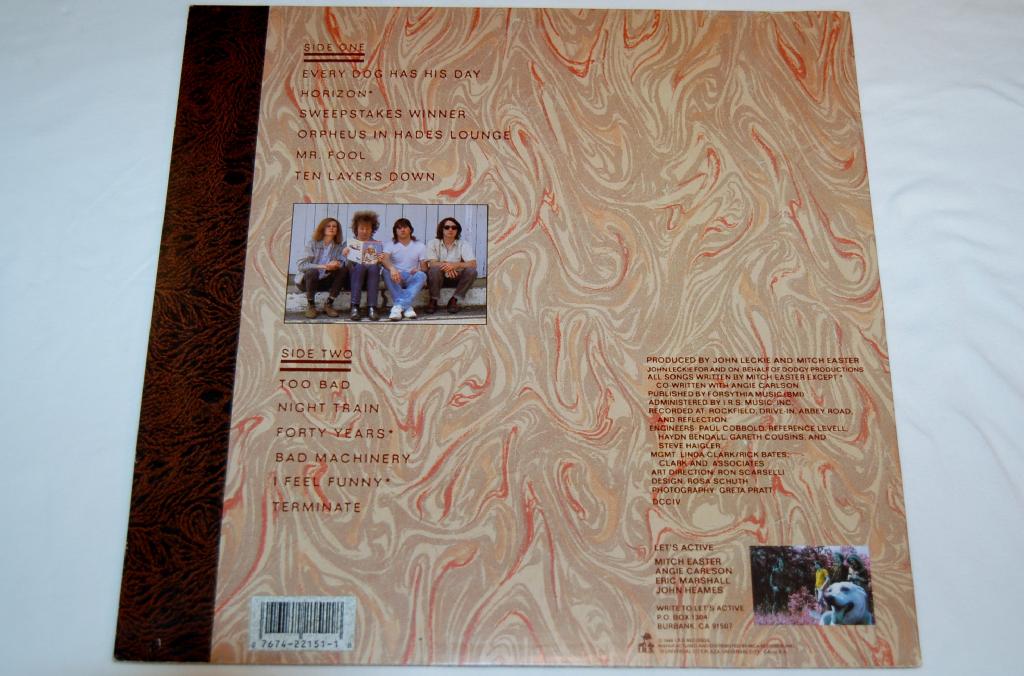 SIDE ONE
EVERY DOG HAS HIS DAY
HORIZON*
SWEEPSTAKES WINNER
ORPHEUS IN HADES LOUNGE
MR. FOOL
TEN LAYERS DOWN
SIDE TWO
TOO BAD
NIGHT TRAIN
FORTY YEARS*
BAD MACHINERY
I FEEL FUNNY*
TERMINATE
PRODUCED BY JOHN LECKIE AND MITCH EASTER
JOHN LECKIE FOR AND ON BEHALF OF DODGY PRODUCTIONS
ALL SONGS WRITTEN BY MITCH EASTER EXCEPT *
CO-WRITTEN WITH ANGIE CARLSON
PUBLISHED BY FORSYTHIA MUSIC (BMI)
ADMINISTERED BY I.R.S. MUSIC, INC.
RECORDED AT: ROCKFIELD, DRIVE-IN, ABBEY ROAD,
AND REFLECTION
ENGINEERS: PAUL COBBOLD, REFERENCE LEVELL,
HAYDN BENDALL, GARETH COUSINS, AND
STEVE HAIGLER
MGMT: LINDA CLARK/RICK BATES;
CLARK AND ASSOCIATES
ART DIRECTION: RON SCARSELLI
DESIGN: ROSA SCHUTH
PHOTOGRAPHY: GRETA PRATT
DCCIV
LET'S ACTIVE
MITCH EASTER
ANGIE CARLSON
ERIC MARSHALL
JOHN HEAMES
WRITE TO LET'S ACTIVE
P.O. BOX 1304
BURBANK, CA 91507
0 7674-22151-1